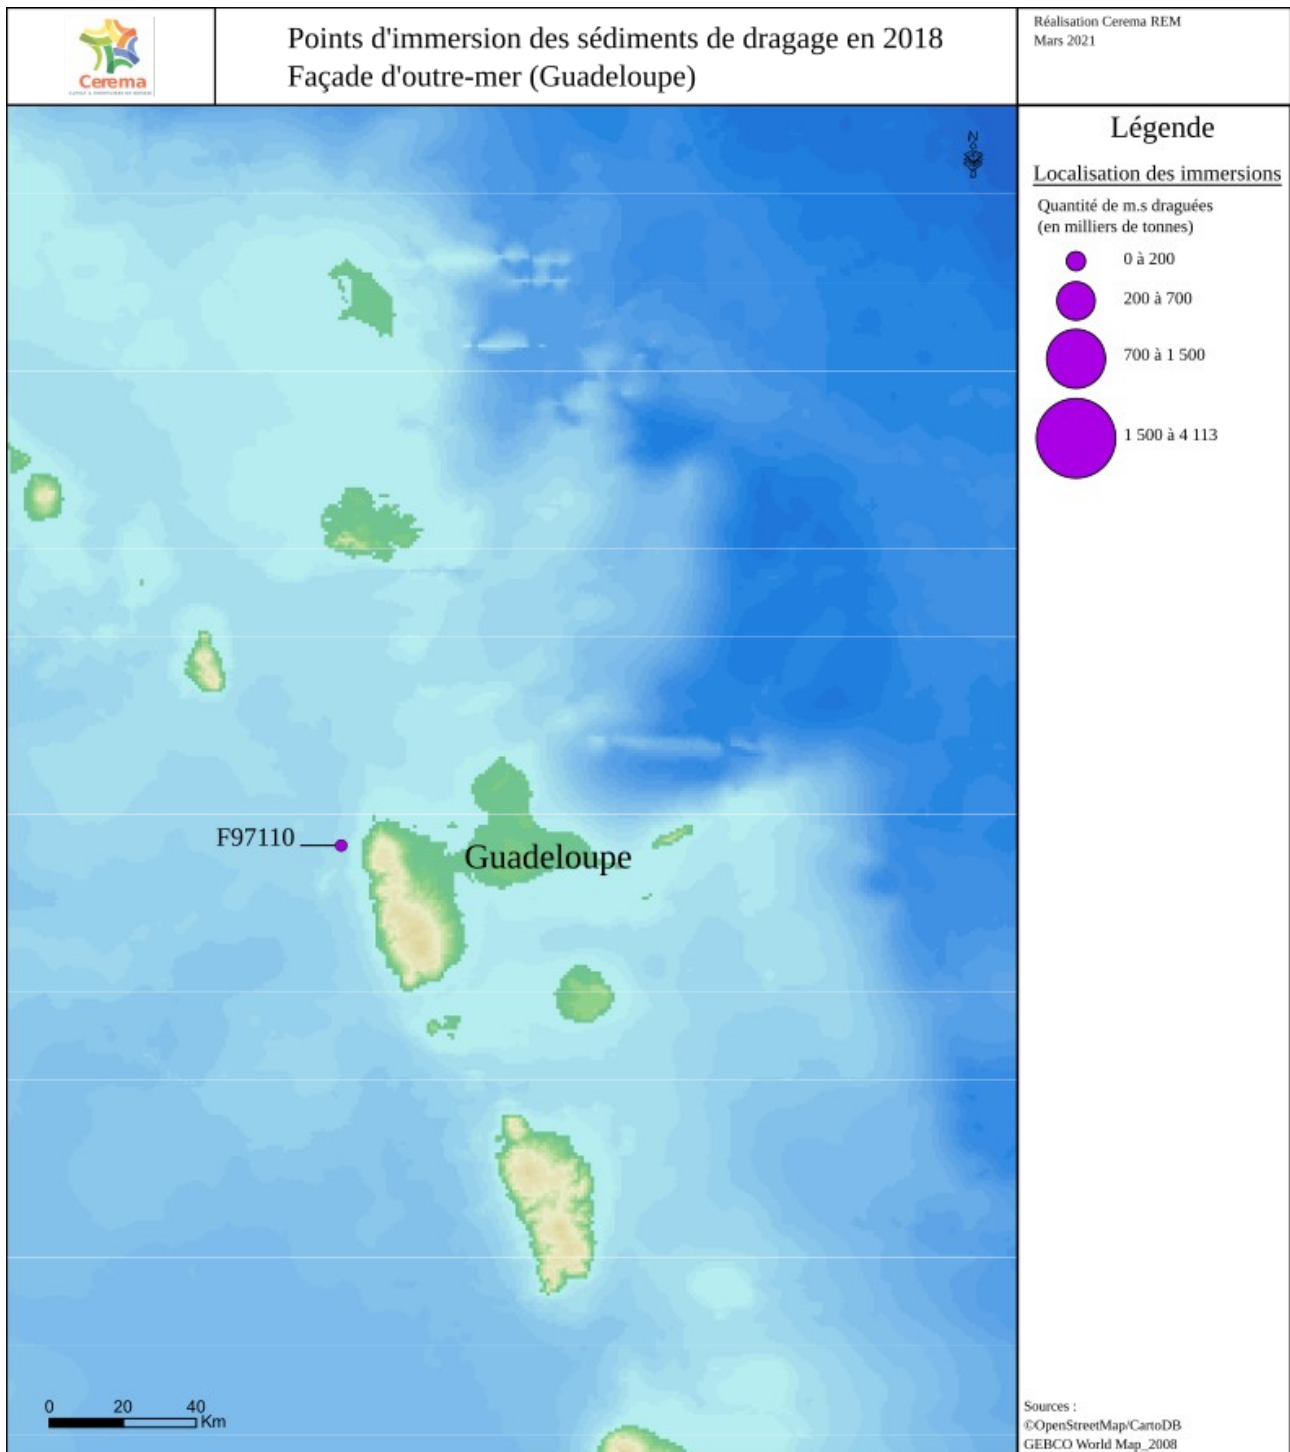 Cerema
Points d'immersion des sédiments de dragage en 2018
Façade d'outre-mer (Guadeloupe)
Réalisation Cerema REM
Mars 2021
N
Légende
Localisation des immersions
Quantité de m.s draguées
(en milliers de tonnes)
0 à 200
200 à 700
700 à 1 500
1 500 à 4 113
F97110
Guadeloupe
0 20 40
Km
Sources :
©OpenStreetMap/CartoDB
GEBCO World Map_2008